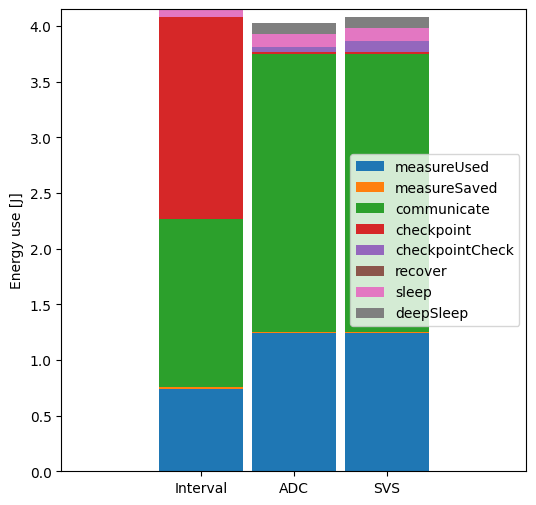 Energy use [J]
4.0
3.5
3.0
2.5
2.0
1.5
1.0
0.5
0.0
measureUsed
measureSaved
communicate
checkpoint
checkpointCheck
recover
sleep
deepSleep
Interval ADC SVS